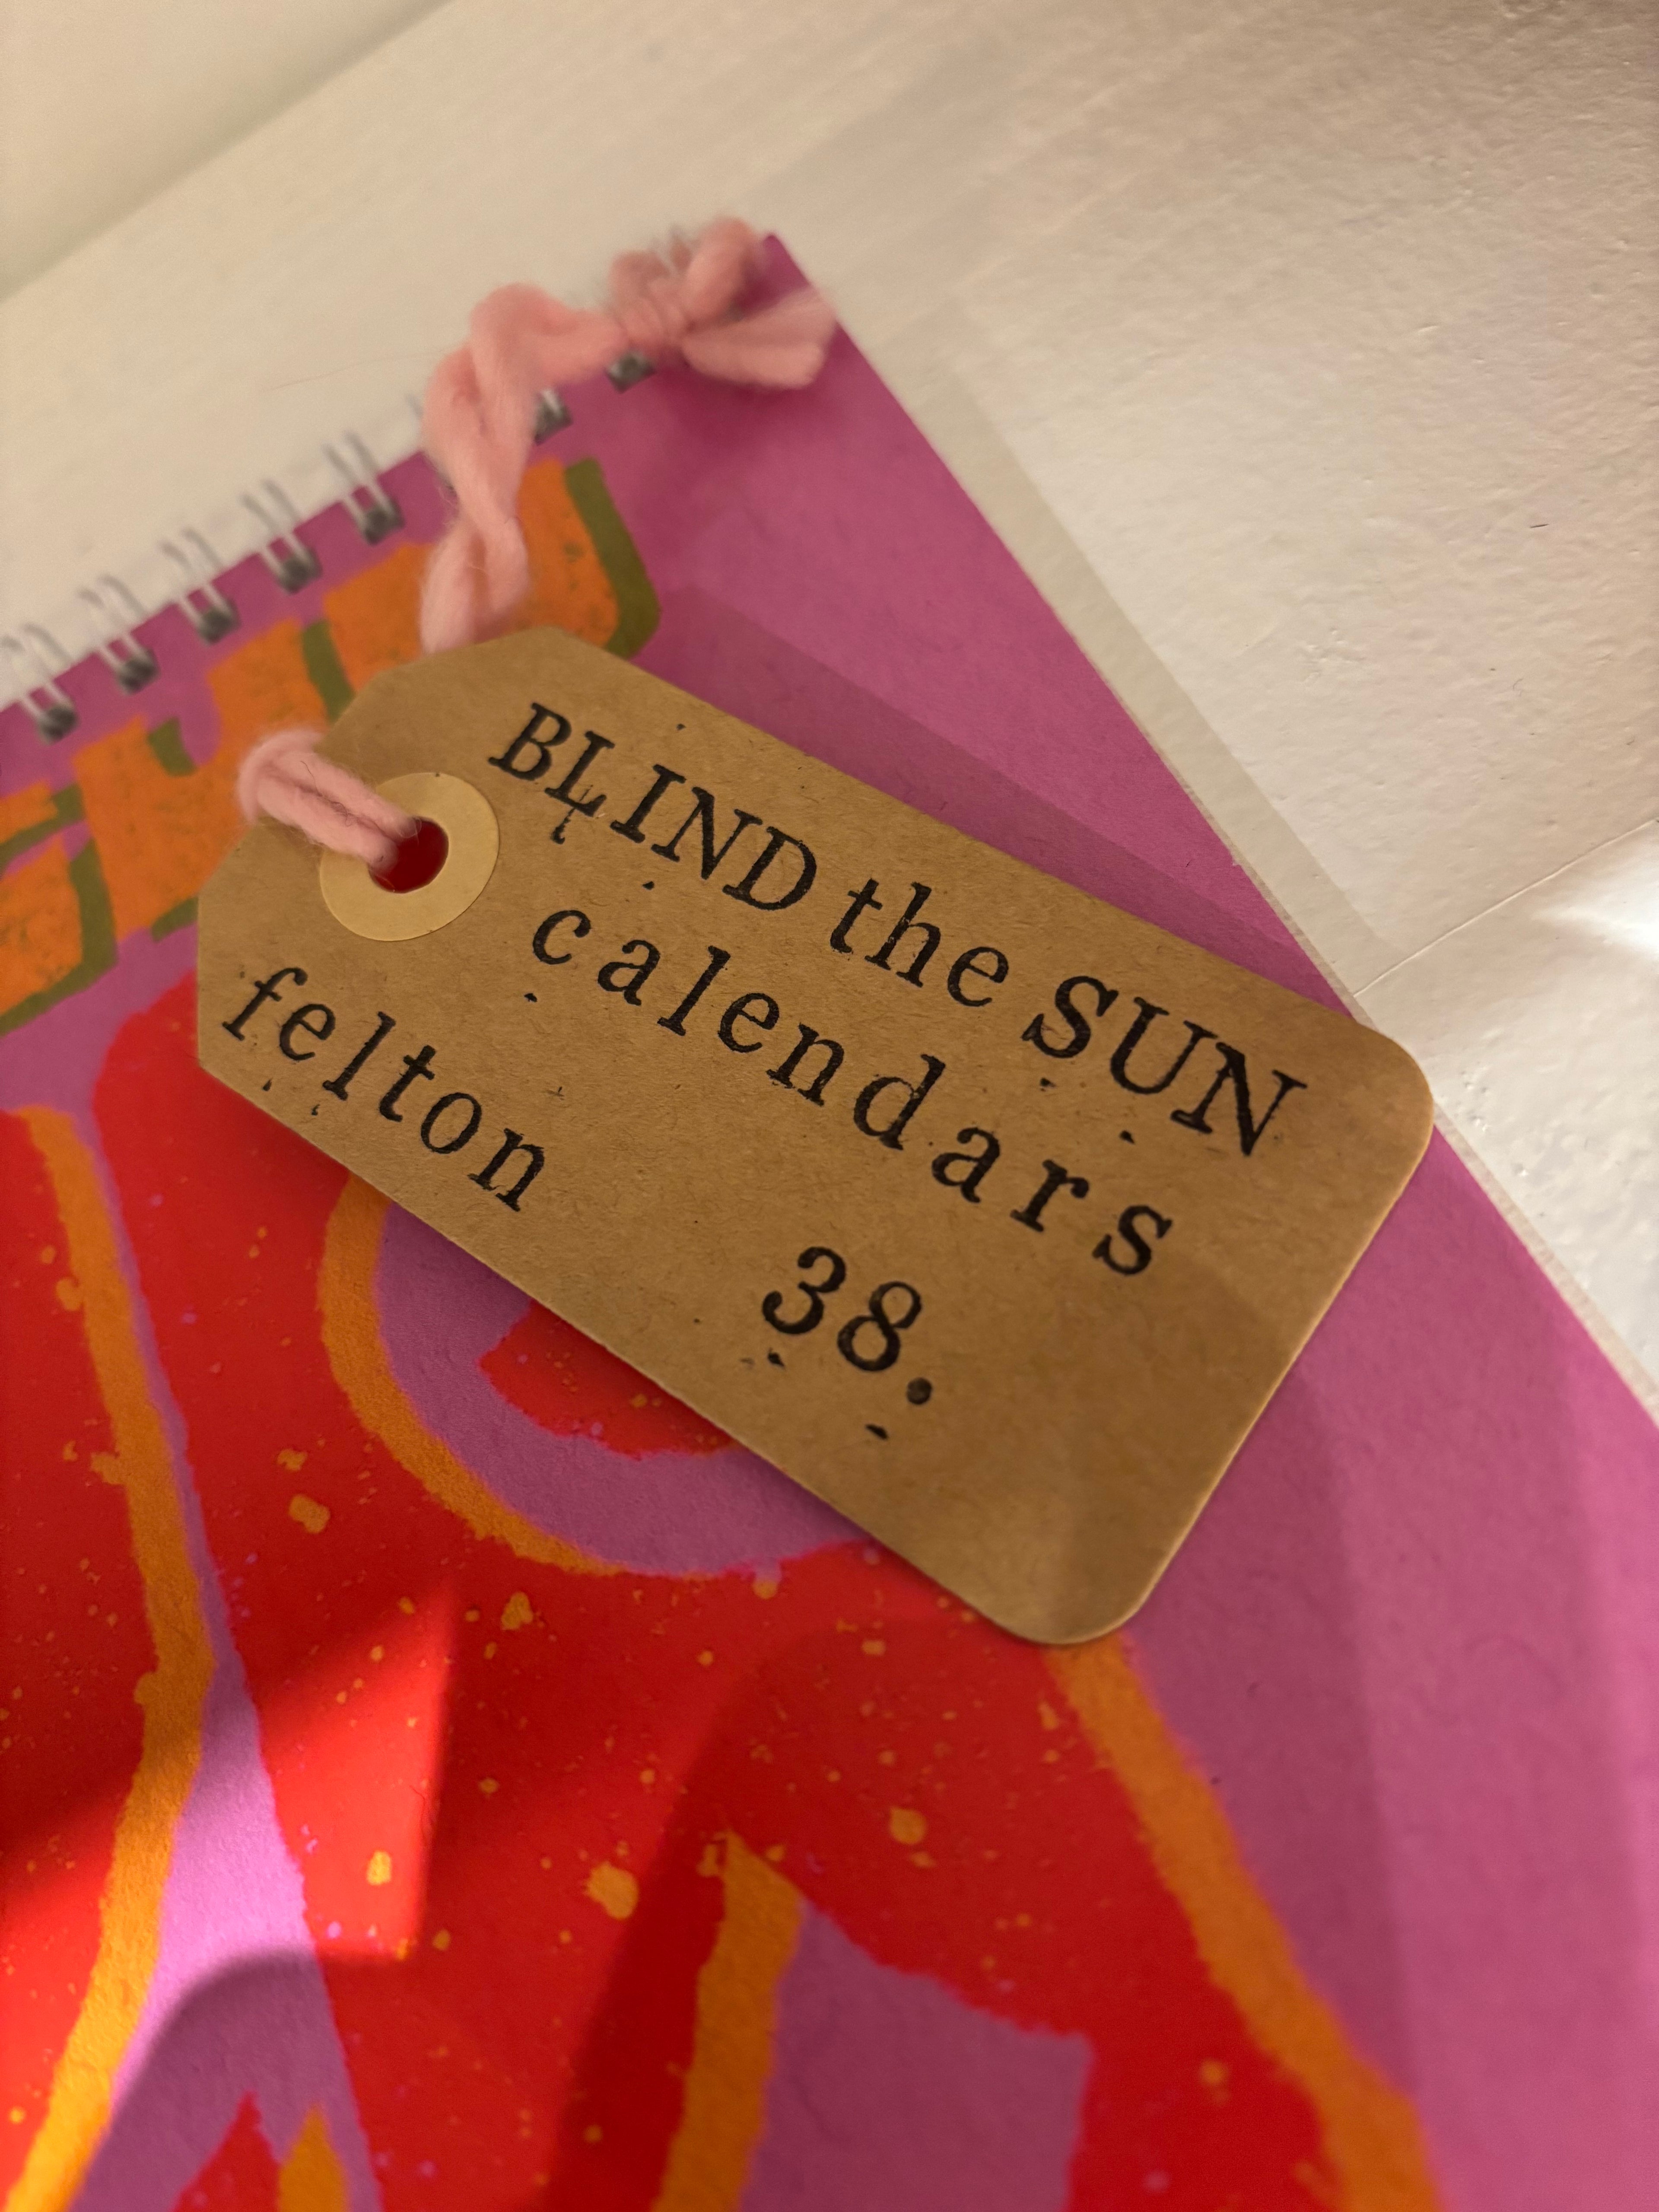 BLIND the SUN
calendars
felton
38.